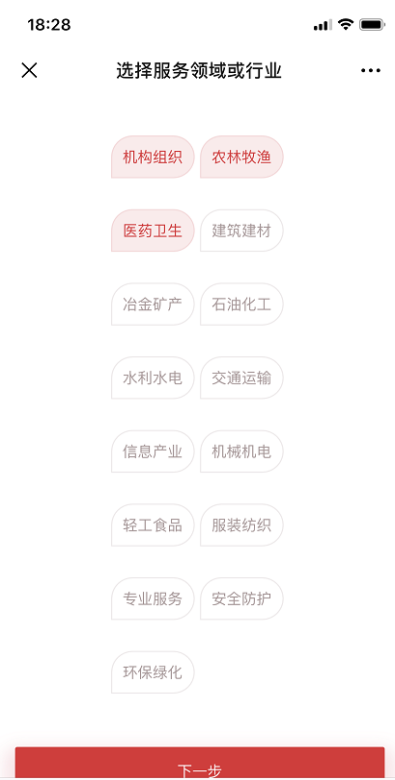 18:28
选择服务领域或行业
机构组织 农林牧渔
医药卫生 建筑建材
冶金矿产 石油化工
水利水电 交通运输
信息产业 机械机电
轻工食品 服装纺织
专业服务 安全防护
环保绿化
下一步